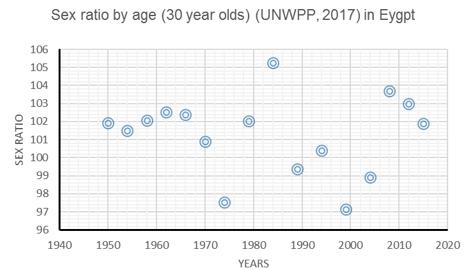 Sex ratio by age (30 year olds) (UNWPP, 2017) in Eygpt
106
105
104
103
102
101
100
99
98
97
96
SEX RATIO
1940 1950 1960 1970 1980 1990 2000 2010 2020
YEARS